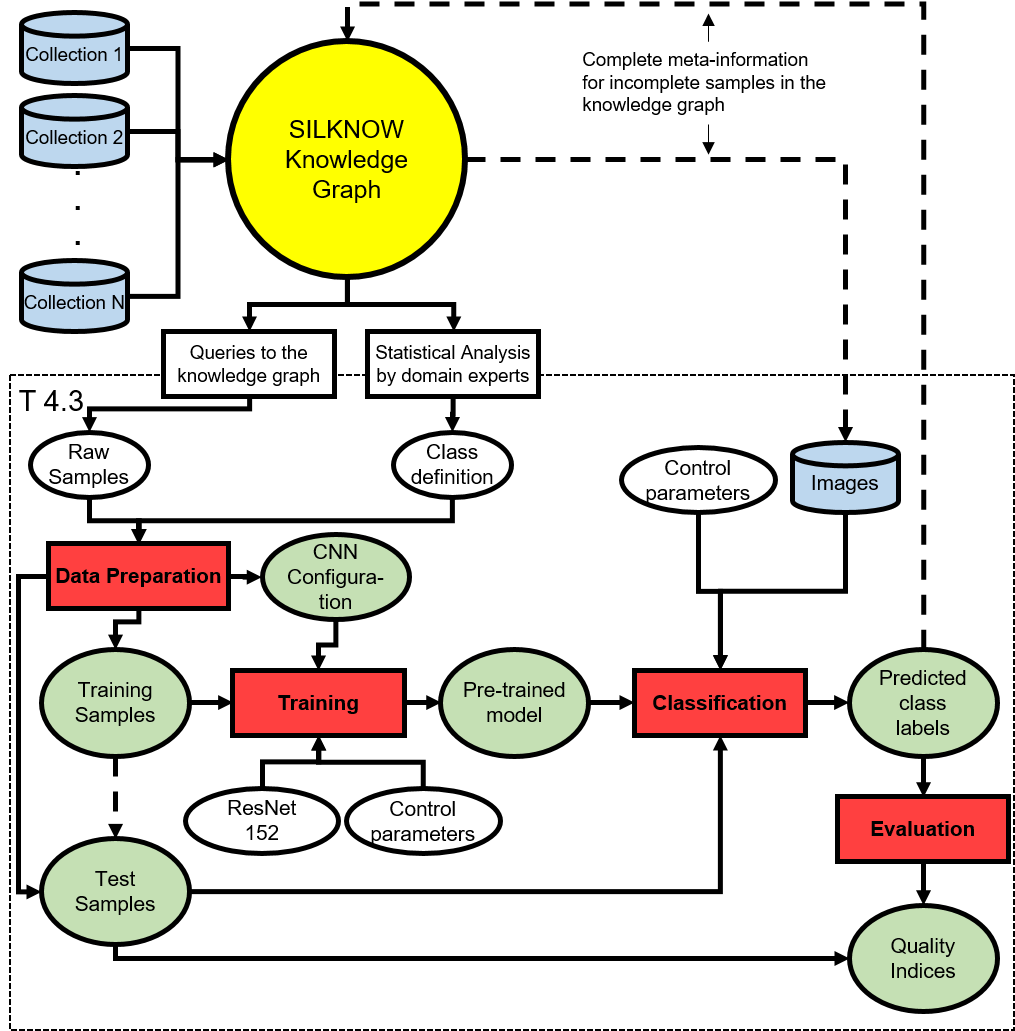 Collection 1
Complete meta-information
for incomplete samples in the
knowledge graph
Collection 2
SILKNOW
Knowledge
Graph
Collection N
Queries to the
knowledge graph
Statistical Analysis
by domain experts
T 4.3
Raw
Samples
Class
definition
Control
parameters
Images
Data Preparation
CNN
Configura-
tion
Training
Samples
Training
Pre-trained
model
Classification
Predicted
class
labels
ResNet
152
Control
parameters
Evaluation
Test
Samples
Quality
Indices